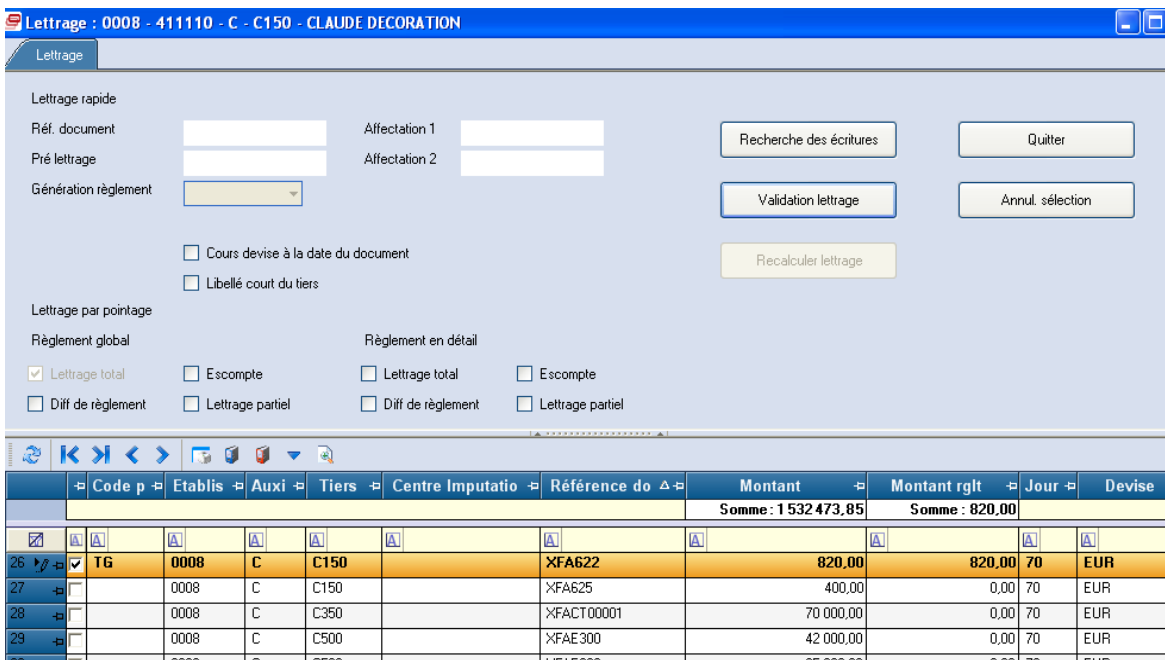 Lettrage : 0008 - 411110 - C - C150 - CLAUDE DECORATION
Lettrage
Lettrage rapide
Réf. document Affectation 1 Recherche des écritures Quitter
Pré lettrage Affectation 2
Génération règlement Validation lettrage Annul. sélection
Cours devise à la date du document Recalculer lettrage
Libellé court du tiers
Lettrage par pointage
Règlement global Règlement en détail
Lettrage total Escompte Lettrage total Escompte
Diff de règlement Lettrage partiel Diff de règlement Lettrage partiel
Code p Etablis Auxi Tiers Centre Imputatio Référence do Montant Montant rglt Jour Devise
Somme : 1 532 473,85 Somme : 820,00
A A A A A A A A A A A
26 TG 0008 C C150 XFA622 820,00 820,00 70 EUR
27 0008 C C150 XFA625 400,00 0,00 70 EUR
28 0008 C C350 XFACT00001 70 000,00 0,00 70 EUR
29 0008 C C500 XFAE300 42 000,00 0,00 70 EUR